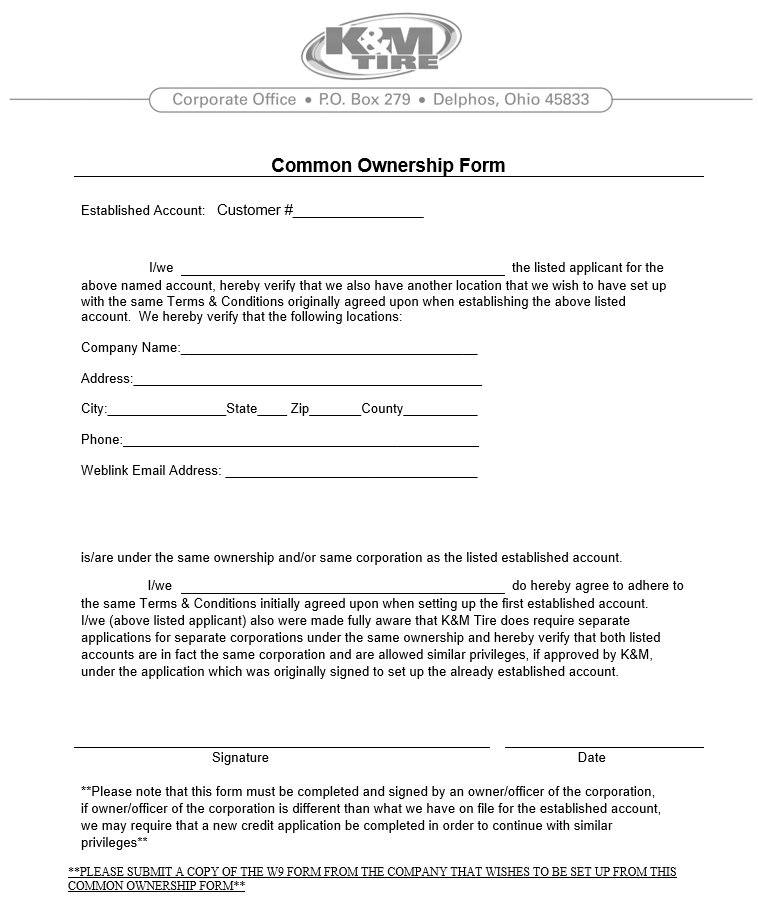 K&M
TIRE
Corporate Office • P.O. Box 279 • Delphos, Ohio 45833
Common Ownership Form
Established Account: Customer #_________________
I/we __________________________________________ the listed applicant for the
above named account, hereby verify that we also have another location that we wish to have set up
with the same Terms & Conditions originally agreed upon when establishing the above listed
account. We hereby verify that the following locations:
Company Name:________________________________________
Address:_______________________________________________
City:________________State____ Zip_______County__________
Phone:________________________________________________
Weblink Email Address: __________________________________
is/are under the same ownership and/or same corporation as the listed established account.
I/we __________________________________________ do hereby agree to adhere to
the same Terms & Conditions initially agreed upon when setting up the first established account.
I/we (above listed applicant) also were made fully aware that K&M Tire does require separate
applications for separate corporations under the same ownership and hereby verify that both listed
accounts are in fact the same corporation and are allowed similar privileges, if approved by K&M,
under the application which was originally signed to set up the already established account.
Signature Date
**Please note that this form must be completed and signed by an owner/officer of the corporation,
if owner/officer of the corporation is different than what we have on file for the established account,
we may require that a new credit application be completed in order to continue with similar
privileges**
**PLEASE SUBMIT A COPY OF THE W9 FORM FROM THE COMPANY THAT WISHES TO BE SET UP FROM THIS
COMMON OWNERSHIP FORM**